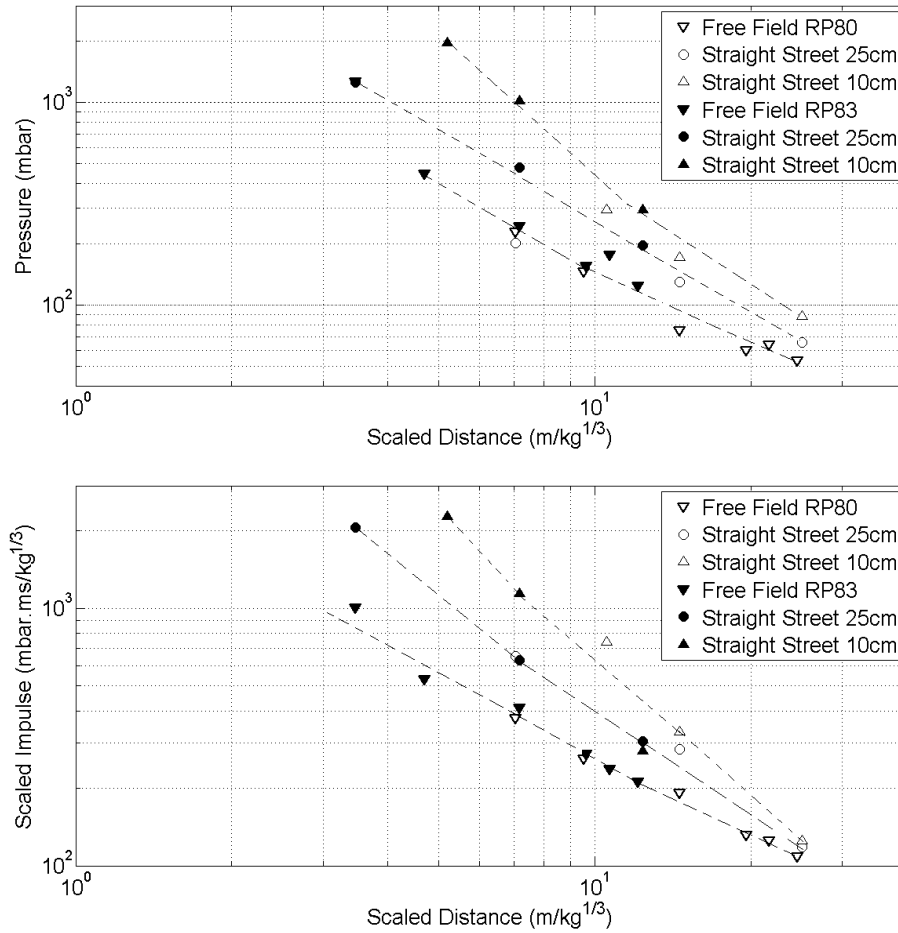 Free Field RP80
Straight Street 25cm
Straight Street 10cm
Free Field RP83
Straight Street 25cm
Straight Street 10cm
10^3
10^2
Pressure (mbar)
10^0
10^1
Scaled Distance (m/kg^1/3)
Free Field RP80
Straight Street 25cm
Straight Street 10cm
Free Field RP83
Straight Street 25cm
Straight Street 10cm
10^3
10^2
Scaled Impulse (mbar.ms/kg^1/3)
10^0
10^1
Scaled Distance (m/kg^1/3)